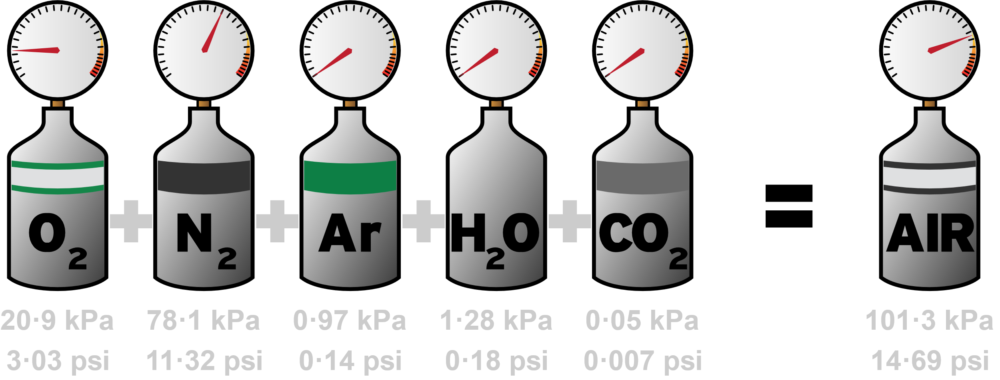 O2 N2 Ar H2O CO2 AIR
20·9 kPa 78·1 kPa 0·97 kPa 1·28 kPa 0·05 kPa 101·3 kPa
3·03 psi 11·32 psi 0·14 psi 0·18 psi 0·007 psi 14·69 psi